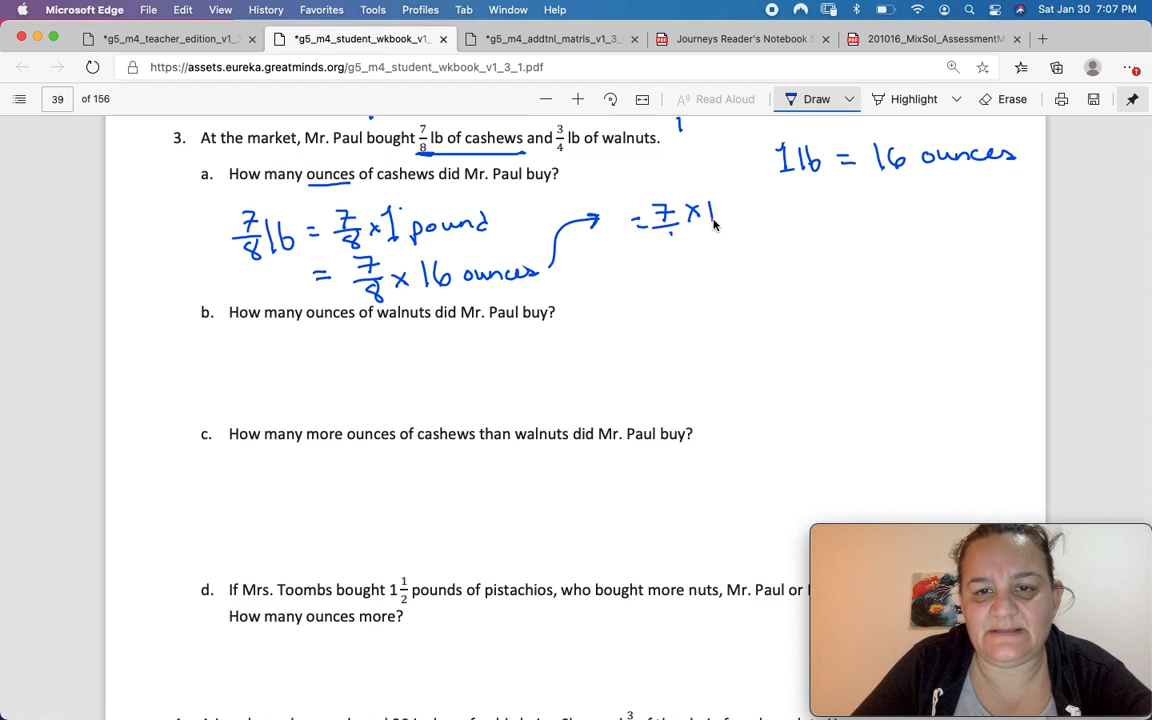 Microsoft Edge File Edit View History Favorites Tools Profiles Tab Window Help Sat Jan 30 7:07 PM
*g5_m4_teacher_edition_v1_ *g5_m4_student_wkbook_v1_ *g5_m4_addtnl_matrls_v1_3_ Journeys Reader's Notebook 201016_MixSol_Assessment
https://assets.eureka.greatminds.org/g5_m4_student_wkbook_v1_3_1.pdf
39 of 156 Read Aloud Draw Highlight Erase
3. At the market, Mr. Paul bought 7/8 lb of cashews and 3/4 lb of walnuts.
1 lb = 16 ounces
a. How many ounces of cashews did Mr. Paul buy?
7/8 lb = 7/8 × 1 pound
= 7/8 × 16 ounces
= 7 × 1
b. How many ounces of walnuts did Mr. Paul buy?
c. How many more ounces of cashews than walnuts did Mr. Paul buy?
d. If Mrs. Toombs bought 1 1/2 pounds of pistachios, who bought more nuts, Mr. Paul or
How many ounces more?